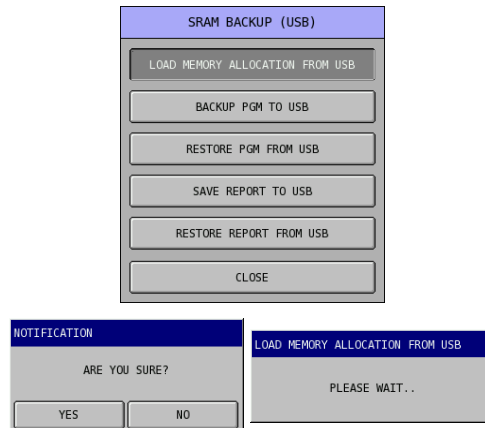 SRAM BACKUP (USB)
LOAD MEMORY ALLOCATION FROM USB
BACKUP PGM TO USB
RESTORE PGM FROM USB
SAVE REPORT TO USB
RESTORE REPORT FROM USB
CLOSE
NOTIFICATION
ARE YOU SURE?
YES
NO
LOAD MEMORY ALLOCATION FROM USB
PLEASE WAIT..